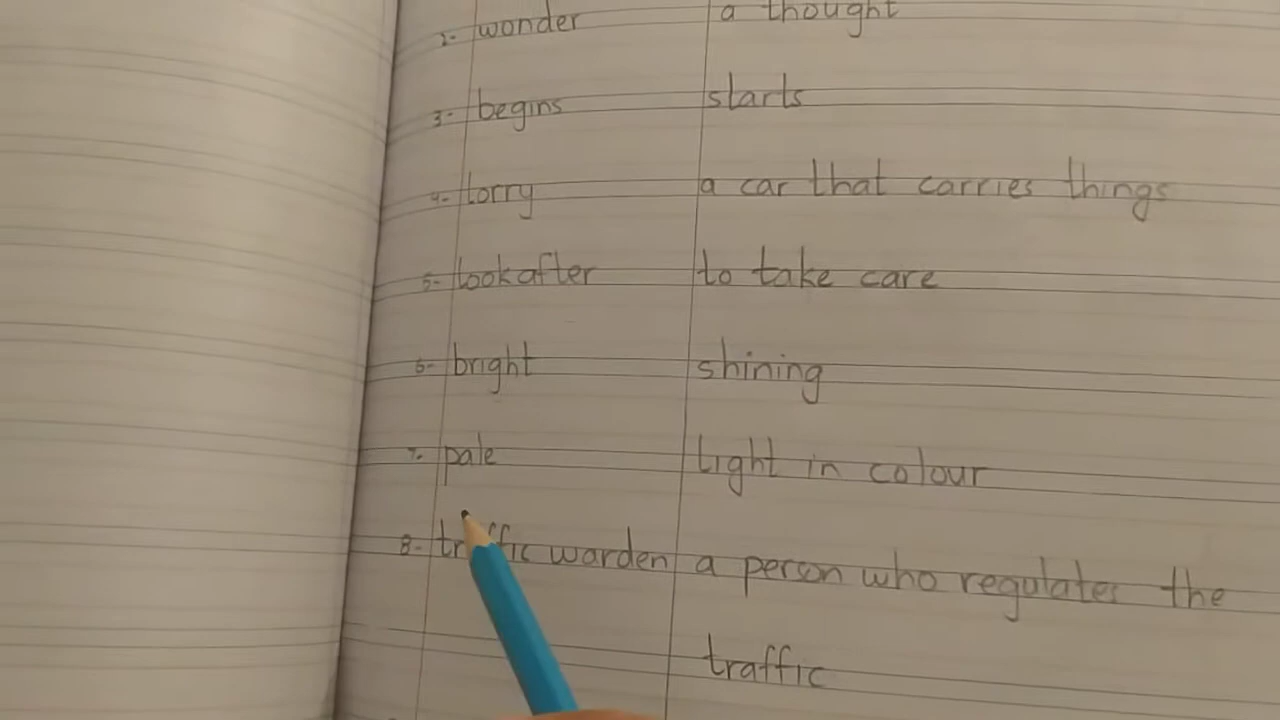 2- wonder a thought
3- begins starts
4- lorry a car that carries things
5- look after to take care
6- bright shining
7- pale light in colour
8- traffic warden a person who regulates the
traffic